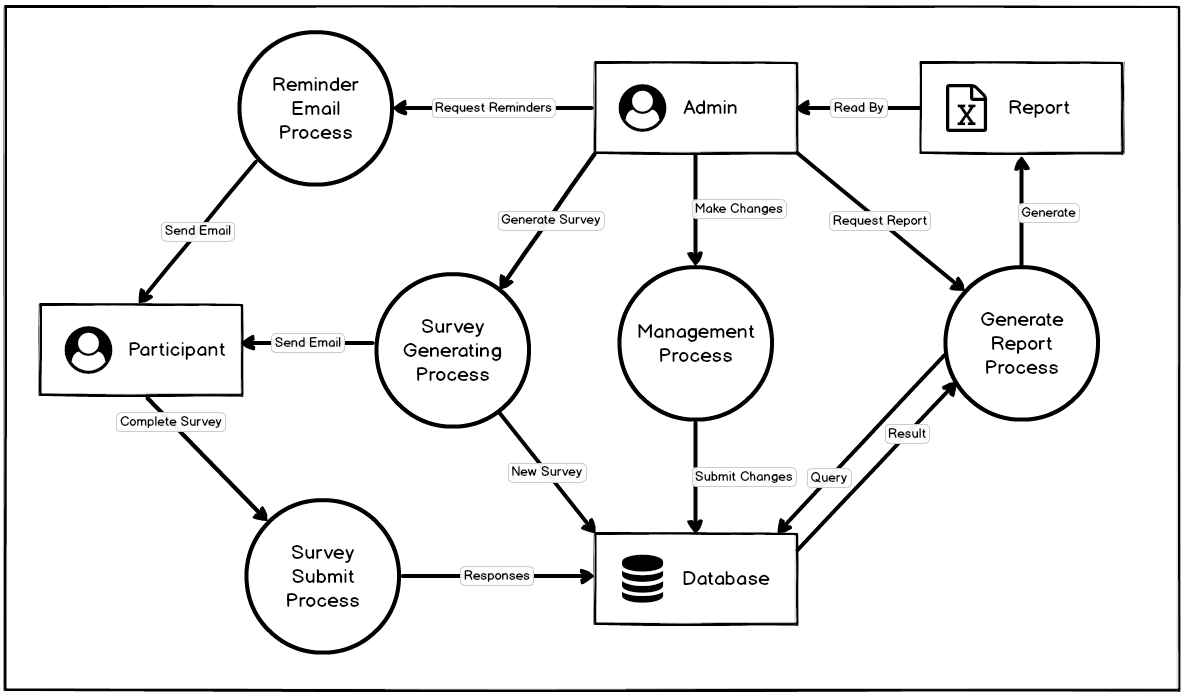 Reminder
Email
Process
Request Reminders
Admin
Read By
X
Report
Send Email
Generate Survey
Make Changes
Request Report
Generate
Participant
Send Email
Survey
Generating
Process
Management
Process
Generate
Report
Process
Complete Survey
New Survey
Submit Changes
Query
Result
Survey
Submit
Process
Responses
Database